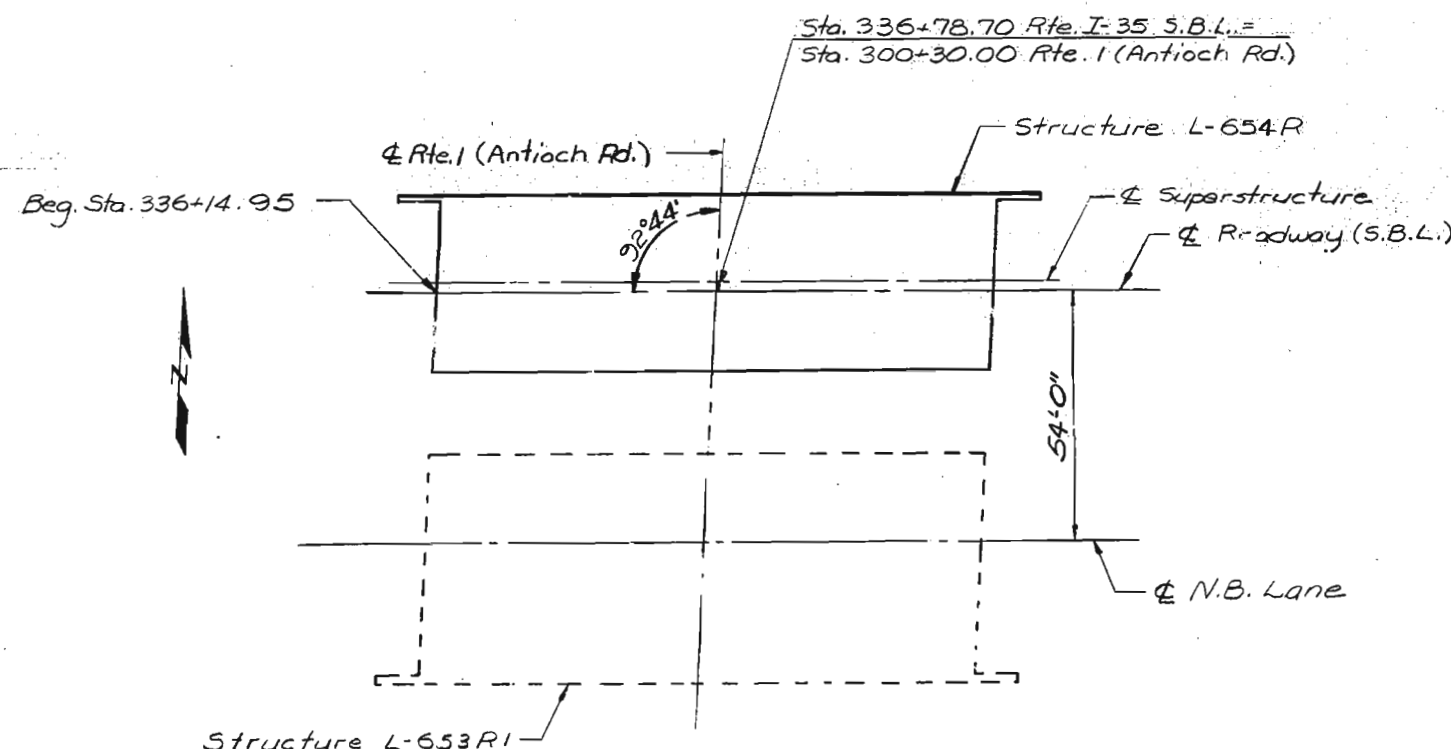 Sta. 336+78.70 Rte. I-35 S.B.L. =
Sta. 300+30.00 Rte. 1 (Antioch Rd.)
Structure L-654R
℄ Rte. 1 (Antioch Rd.)
Beg. Sta. 336+14.95
92°44'
℄ Superstructure
℄ Roadway (S.B.L.)
N
54'-0"
℄ N.B. Lane
Structure L-653R1